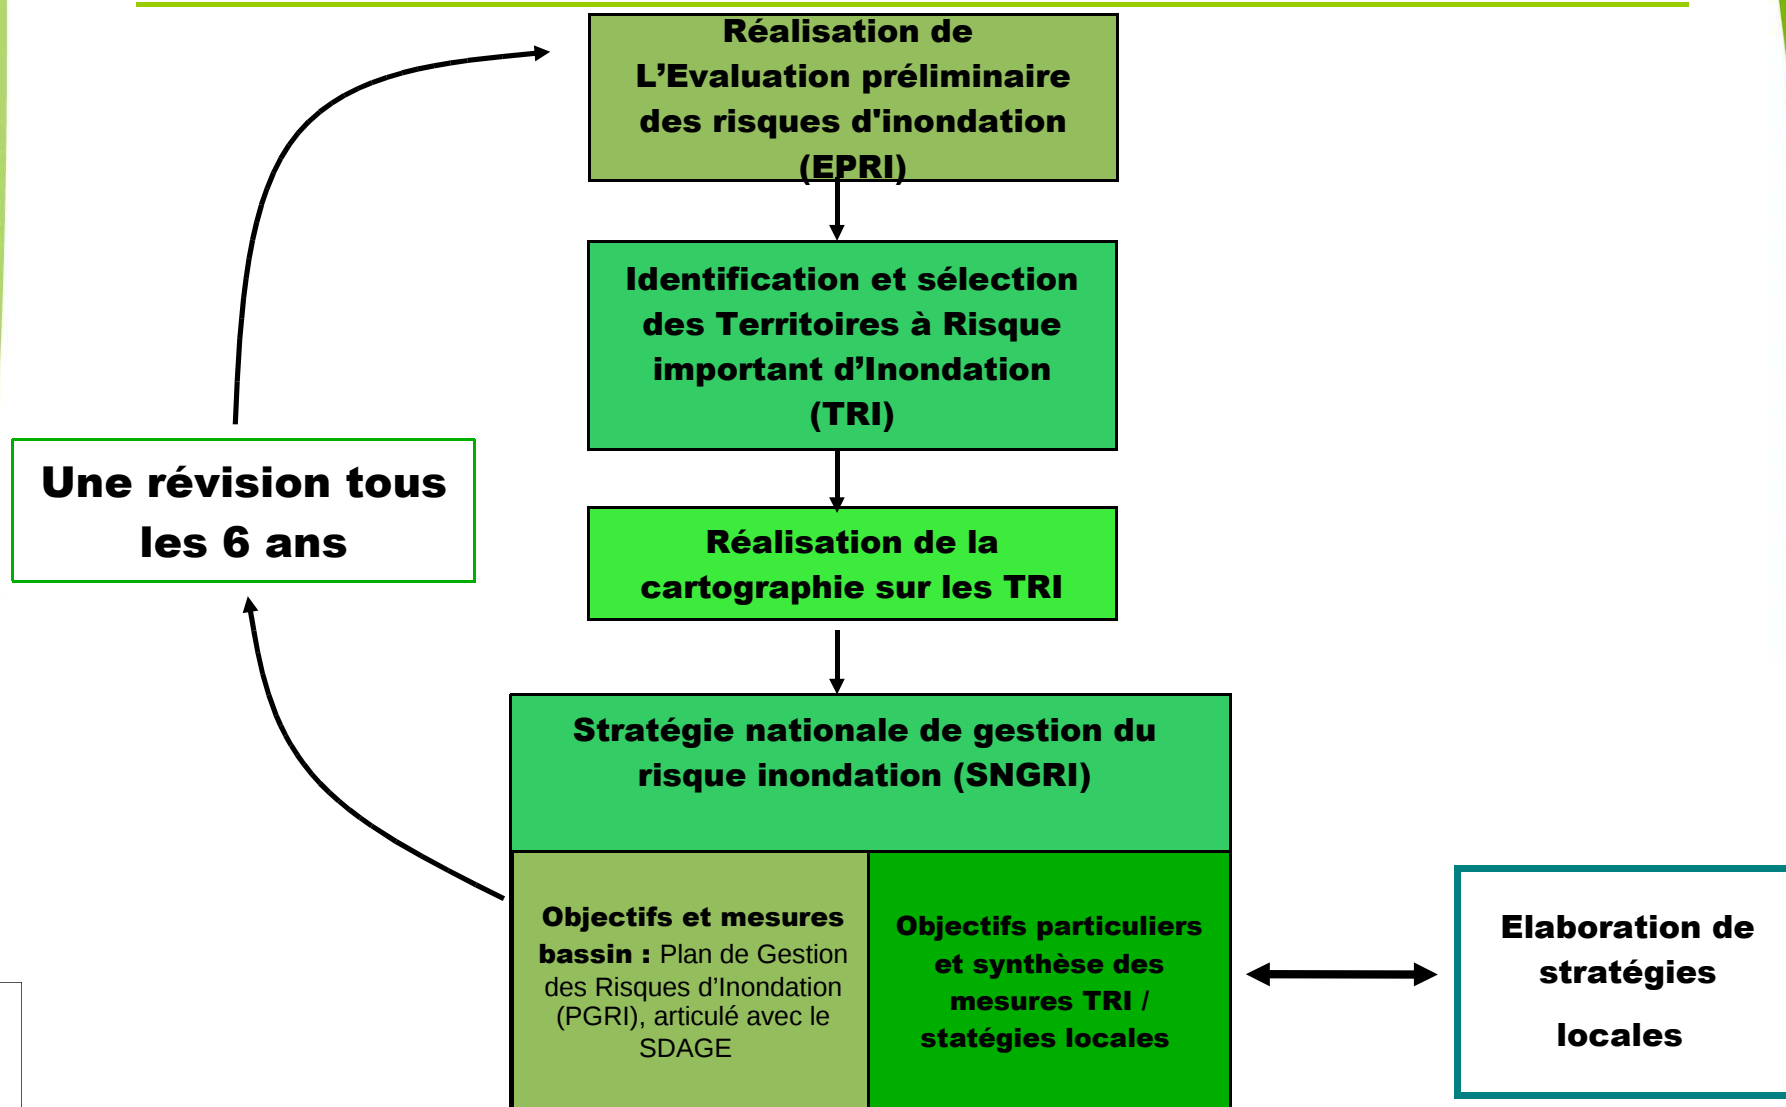 Réalisation de
L’Evaluation préliminaire
des risques d'inondation
(EPRI)
Identification et sélection
des Territoires à Risque
important d’Inondation
(TRI)
Une révision tous
les 6 ans
Réalisation de la
cartographie sur les TRI
Stratégie nationale de gestion du
risque inondation (SNGRI)
Objectifs et mesures
bassin : Plan de Gestion
des Risques d’Inondation
(PGRI), articulé avec le
SDAGE
Objectifs particuliers
et synthèse des
mesures TRI /
statégies locales
Elaboration de
stratégies
locales